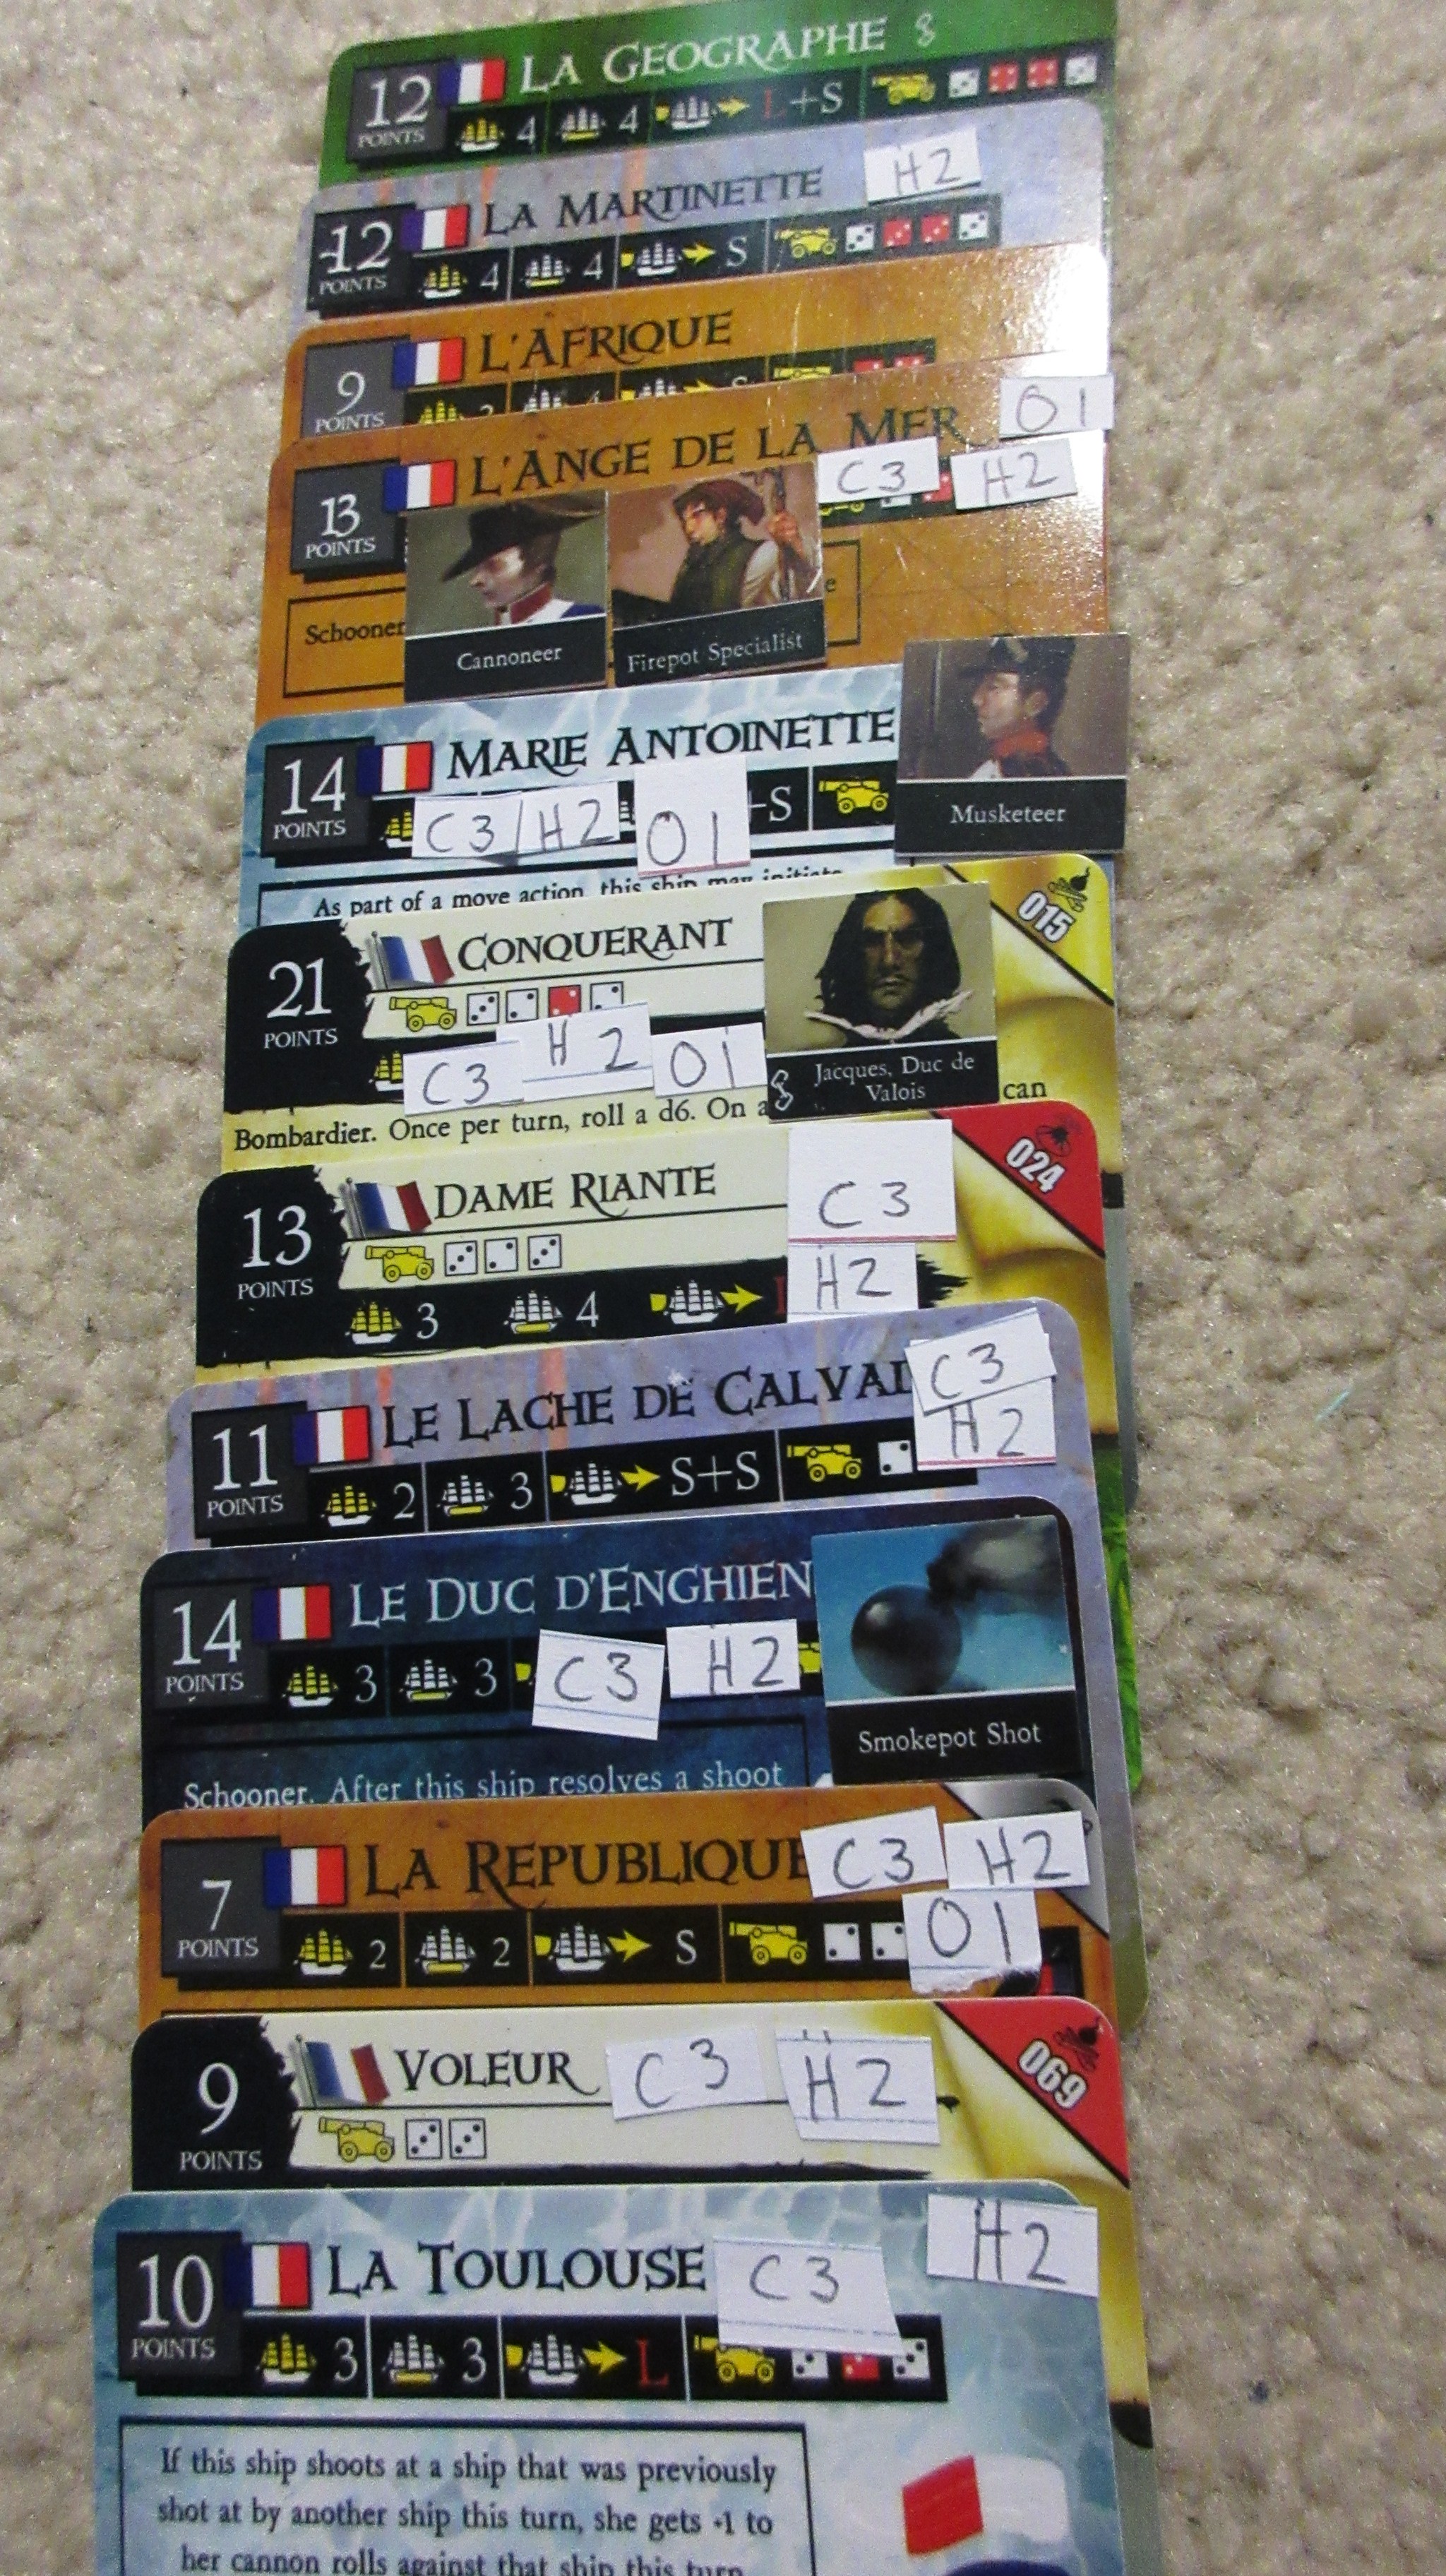 LA GEOGRAPHE 8
12
POINTS
4 4 L+S
LA MARTINETTE H2
12
POINTS
4 4 S
L'AFRIQUE
9
POINTS
L'ANGE DE LA MER O1
C3 H2
13
POINTS
Schooner
Cannoneer Firepot Specialist
MARIE ANTOINETTE
14
POINTS
C3/H2 O1 +S
Musketeer
As part of a move action, this ship may initiate
015
CONQUERANT
21
POINTS
C3 H2 O1
Jacques, Duc de
Valois
can
Bombardier. Once per turn, roll a d6. On a
024
DAME RIANTE
13
POINTS
C3
H2
3 4
LE LACHE DE CALVAD
C3
H2
11
POINTS
2 3 S+S
LE DUC D'ENGHIEN
14
POINTS
3 3 C3 H2
Smokepot Shot
Schooner. After this ship resolves a shoot
LA REPUBLIQUE C3 H2
7
POINTS
2 2 S O1
VOLEUR C3 H2
069
9
POINTS
LA TOULOUSE C3 H2
10
POINTS
3 3 L
If this ship shoots at a ship that was previously
shot at by another ship this turn, she gets +1 to
her cannon rolls against that ship this turn.